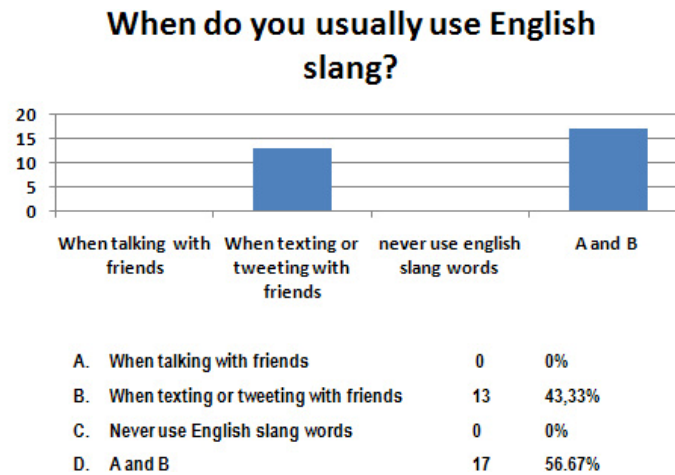 When do you usually use English
slang?
20
15
10
5
0
When talking with
friends
When texting or
tweeting with
friends
never use english
slang words
A and B
A. When talking with friends 0 0%
B. When texting or tweeting with friends 13 43,33%
C. Never use English slang words 0 0%
D. A and B 17 56.67%